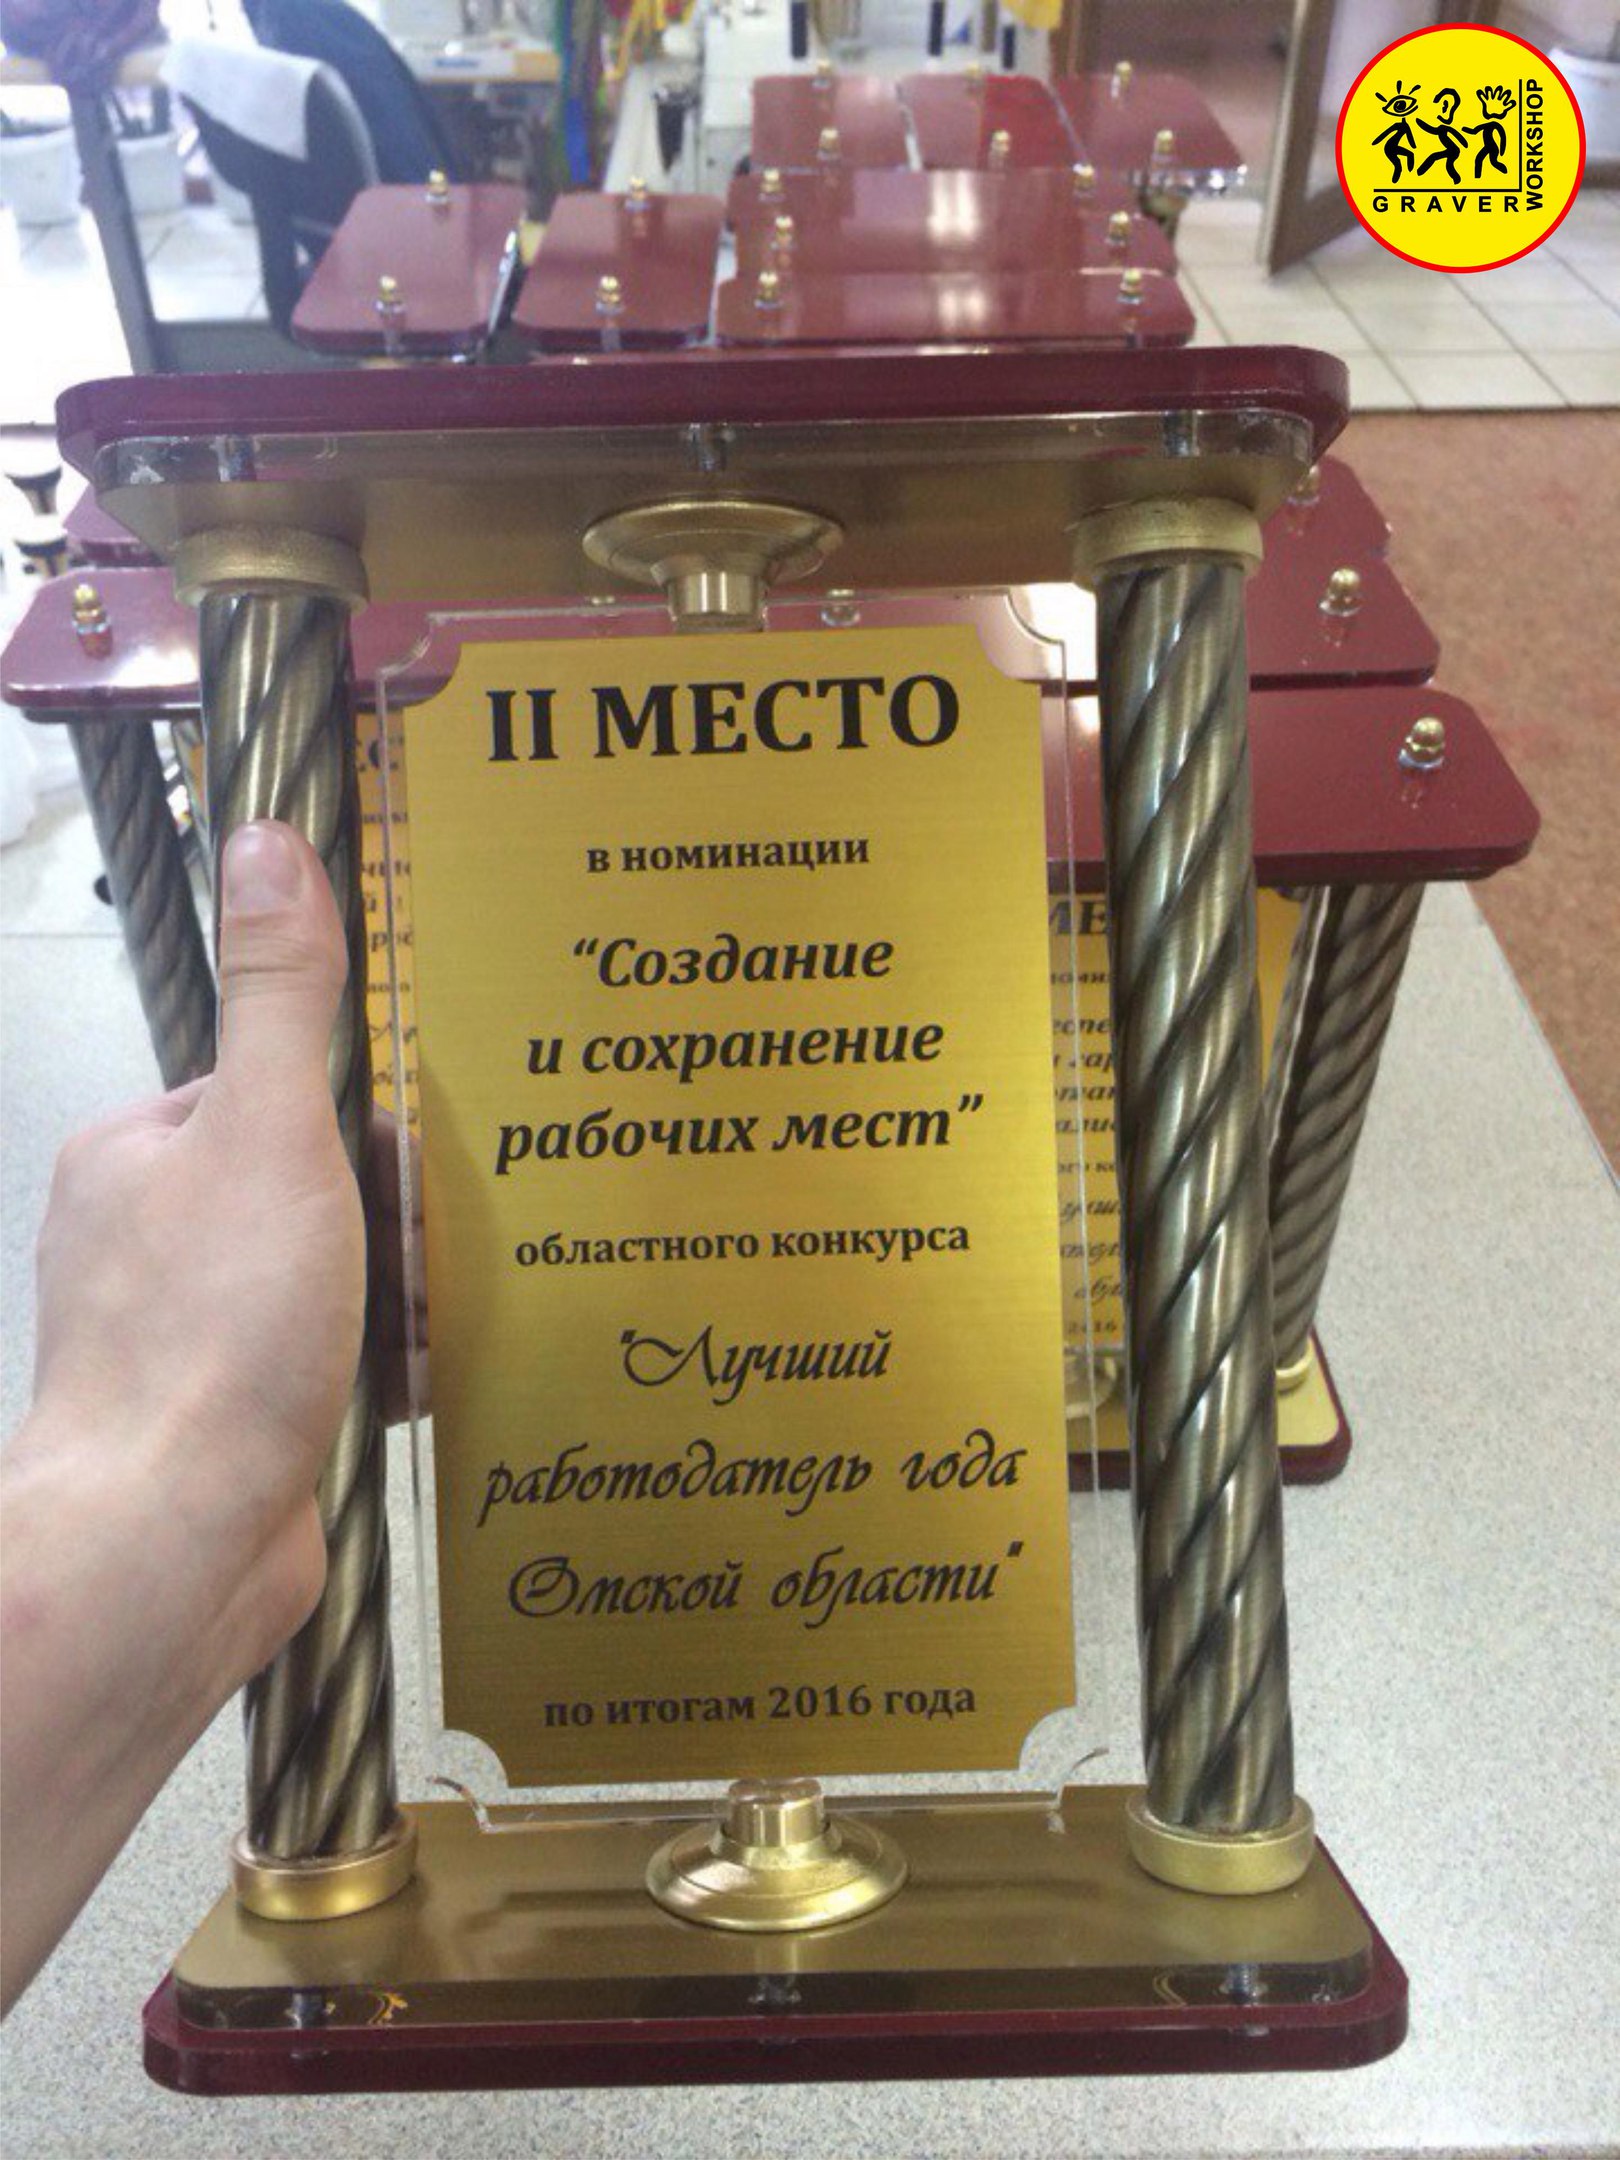 GRAVER
WORKSHOP
II МЕСТО
в номинации
“Создание
и сохранение
рабочих мест”
областного конкурса
"Лучший
работодатель года
Омской области"
по итогам 2016 года